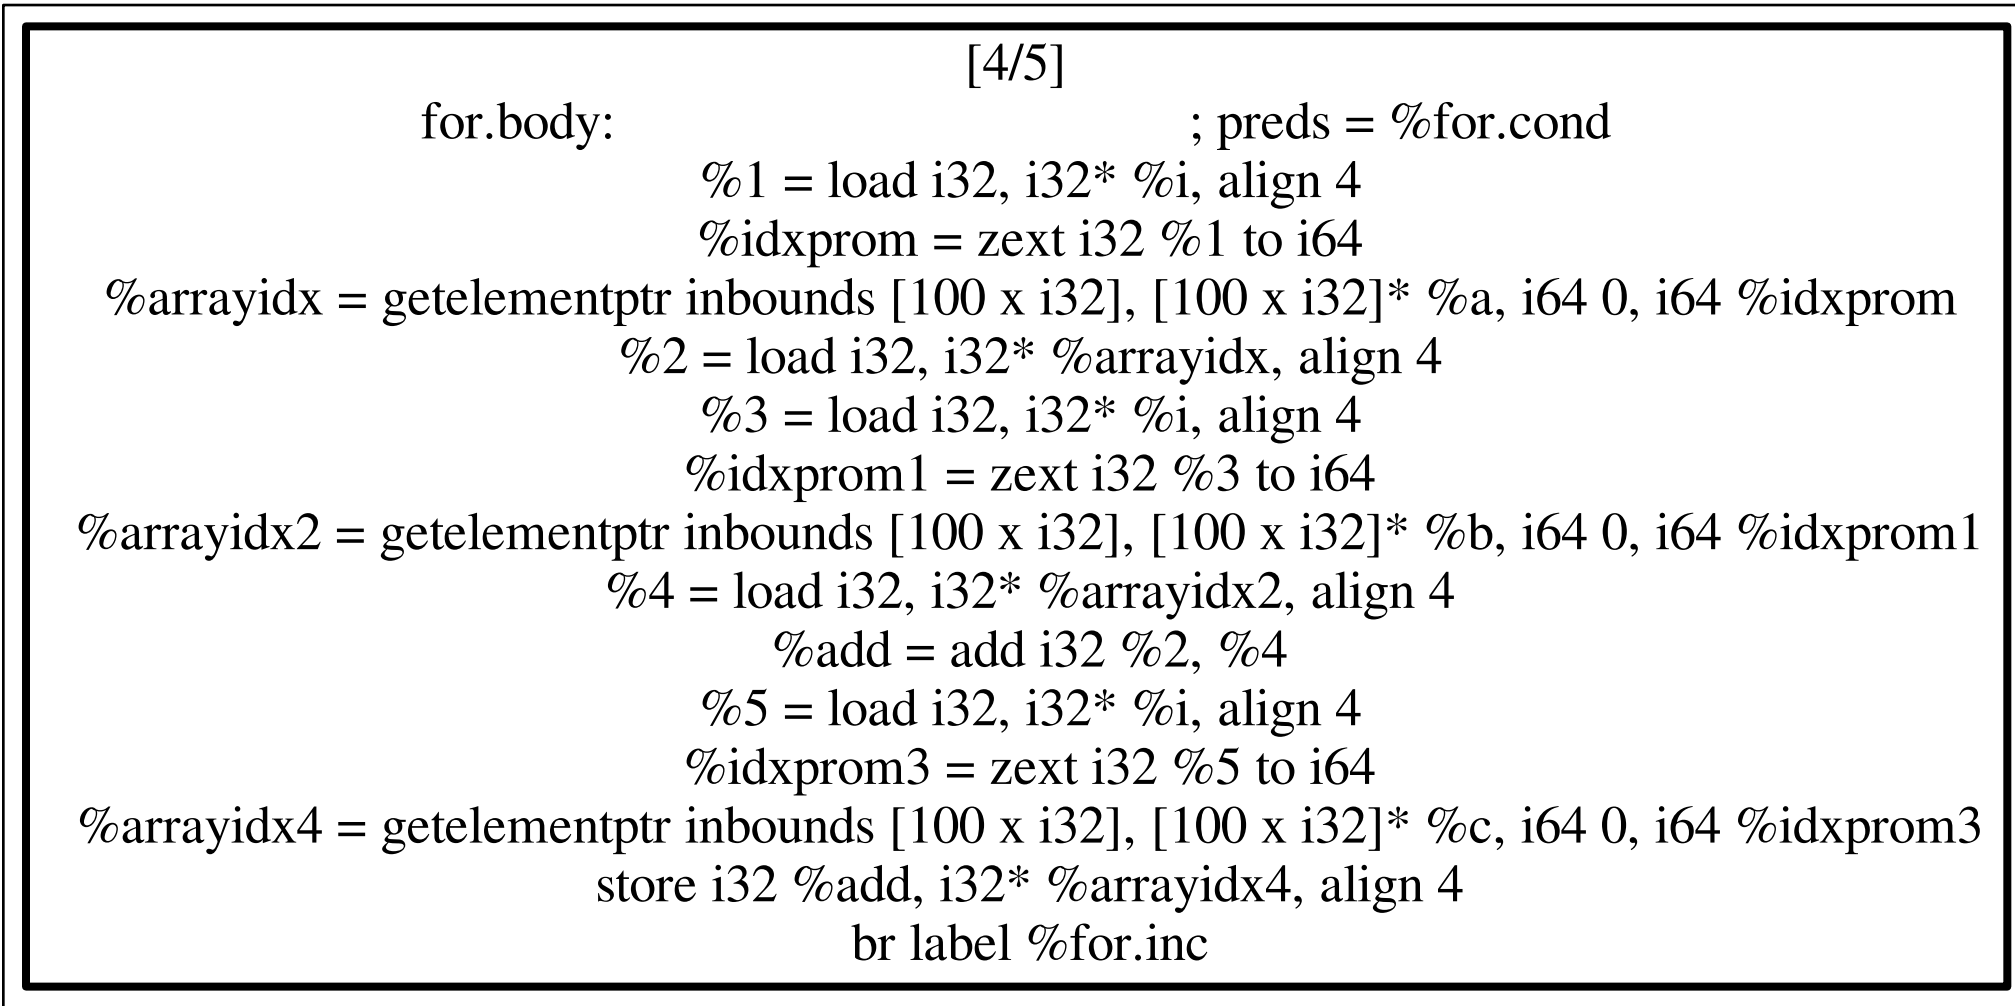 [4/5]
for.body: ; preds = %for.cond
%1 = load i32, i32* %i, align 4
%idxprom = zext i32 %1 to i64
%arrayidx = getelementptr inbounds [100 x i32], [100 x i32]* %a, i64 0, i64 %idxprom
%2 = load i32, i32* %arrayidx, align 4
%3 = load i32, i32* %i, align 4
%idxprom1 = zext i32 %3 to i64
%arrayidx2 = getelementptr inbounds [100 x i32], [100 x i32]* %b, i64 0, i64 %idxprom1
%4 = load i32, i32* %arrayidx2, align 4
%add = add i32 %2, %4
%5 = load i32, i32* %i, align 4
%idxprom3 = zext i32 %5 to i64
%arrayidx4 = getelementptr inbounds [100 x i32], [100 x i32]* %c, i64 0, i64 %idxprom3
store i32 %add, i32* %arrayidx4, align 4
br label %for.inc